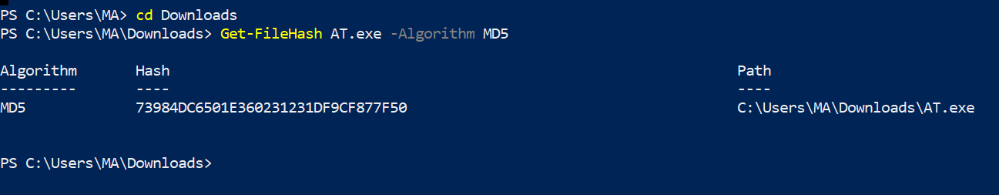 PS C:\Users\MA> cd Downloads
PS C:\Users\MA\Downloads> Get-FileHash AT.exe -Algorithm MD5
Algorithm Hash Path
--------- ---- ----
MD5 73984DC6501E360231231DF9CF877F50 C:\Users\MA\Downloads\AT.exe
PS C:\Users\MA\Downloads>